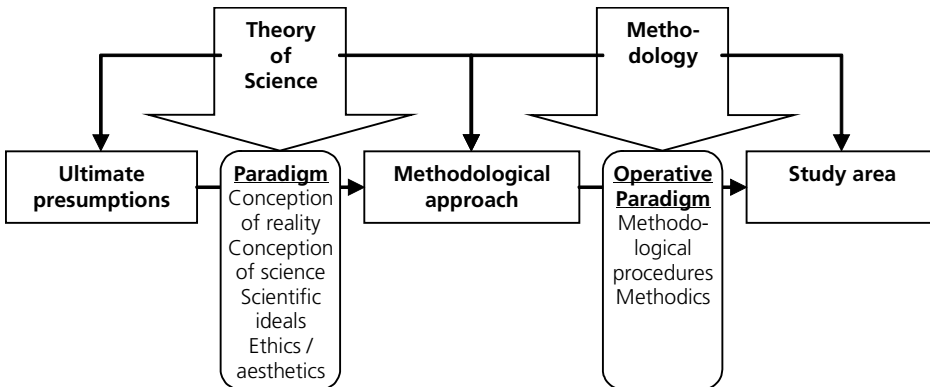 Theory
of
Science
Metho-
dology
Ultimate
presumptions
Paradigm
Conception
of reality
Conception
of science
Scientific
ideals
Ethics /
aesthetics
Methodological
approach
Operative
Paradigm
Methodo-
logical
procedures
Methodics
Study area